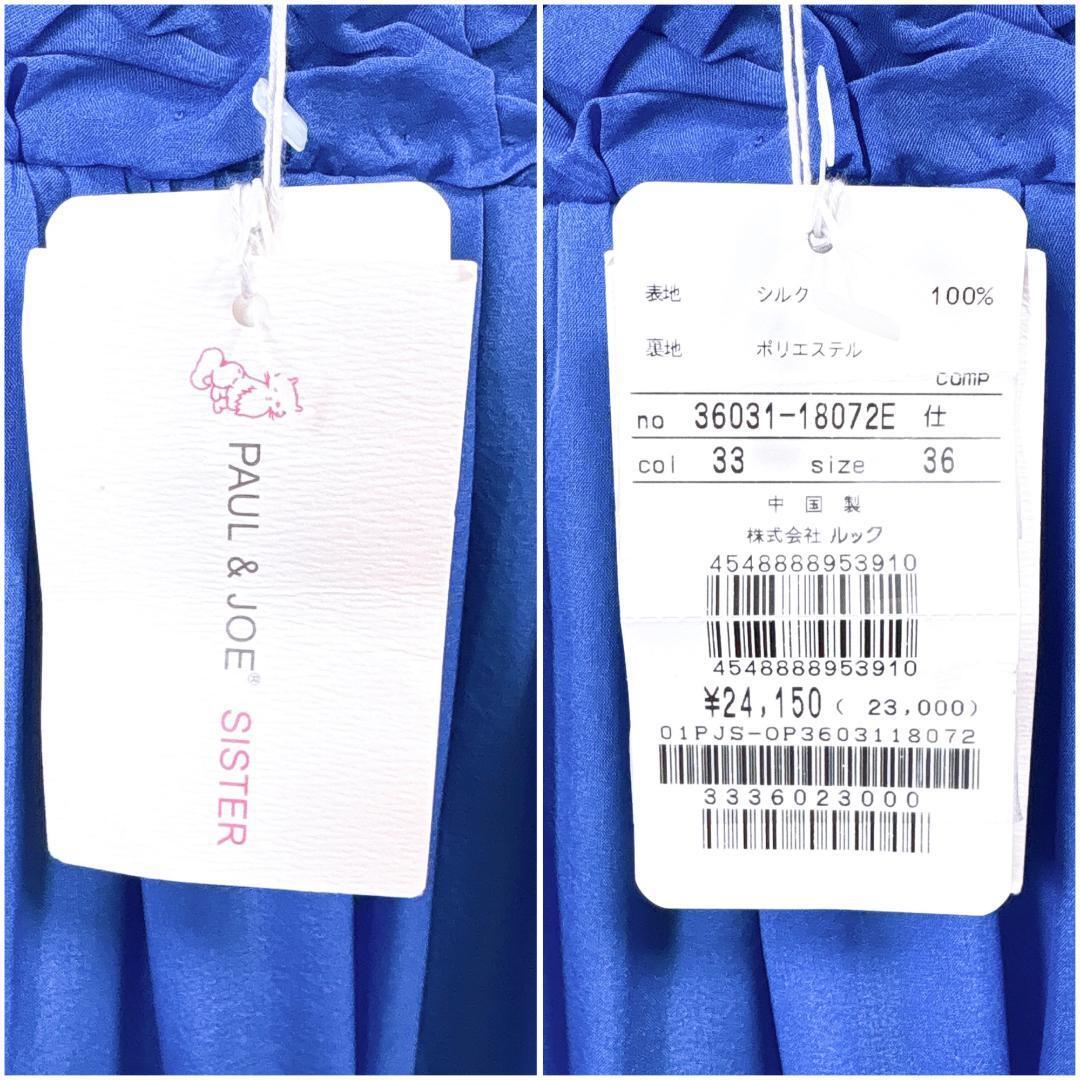 PAUL & JOE® SISTER
表地 シルク 100%
裏地 ポリエステル
comp
no 36031-18072E 仕
col 33 size 36
中国製
株式会社 ルック
4548888953910
4548888953910
¥24,150 ( 23,000)
01PJS-OP3603118072
3336023000